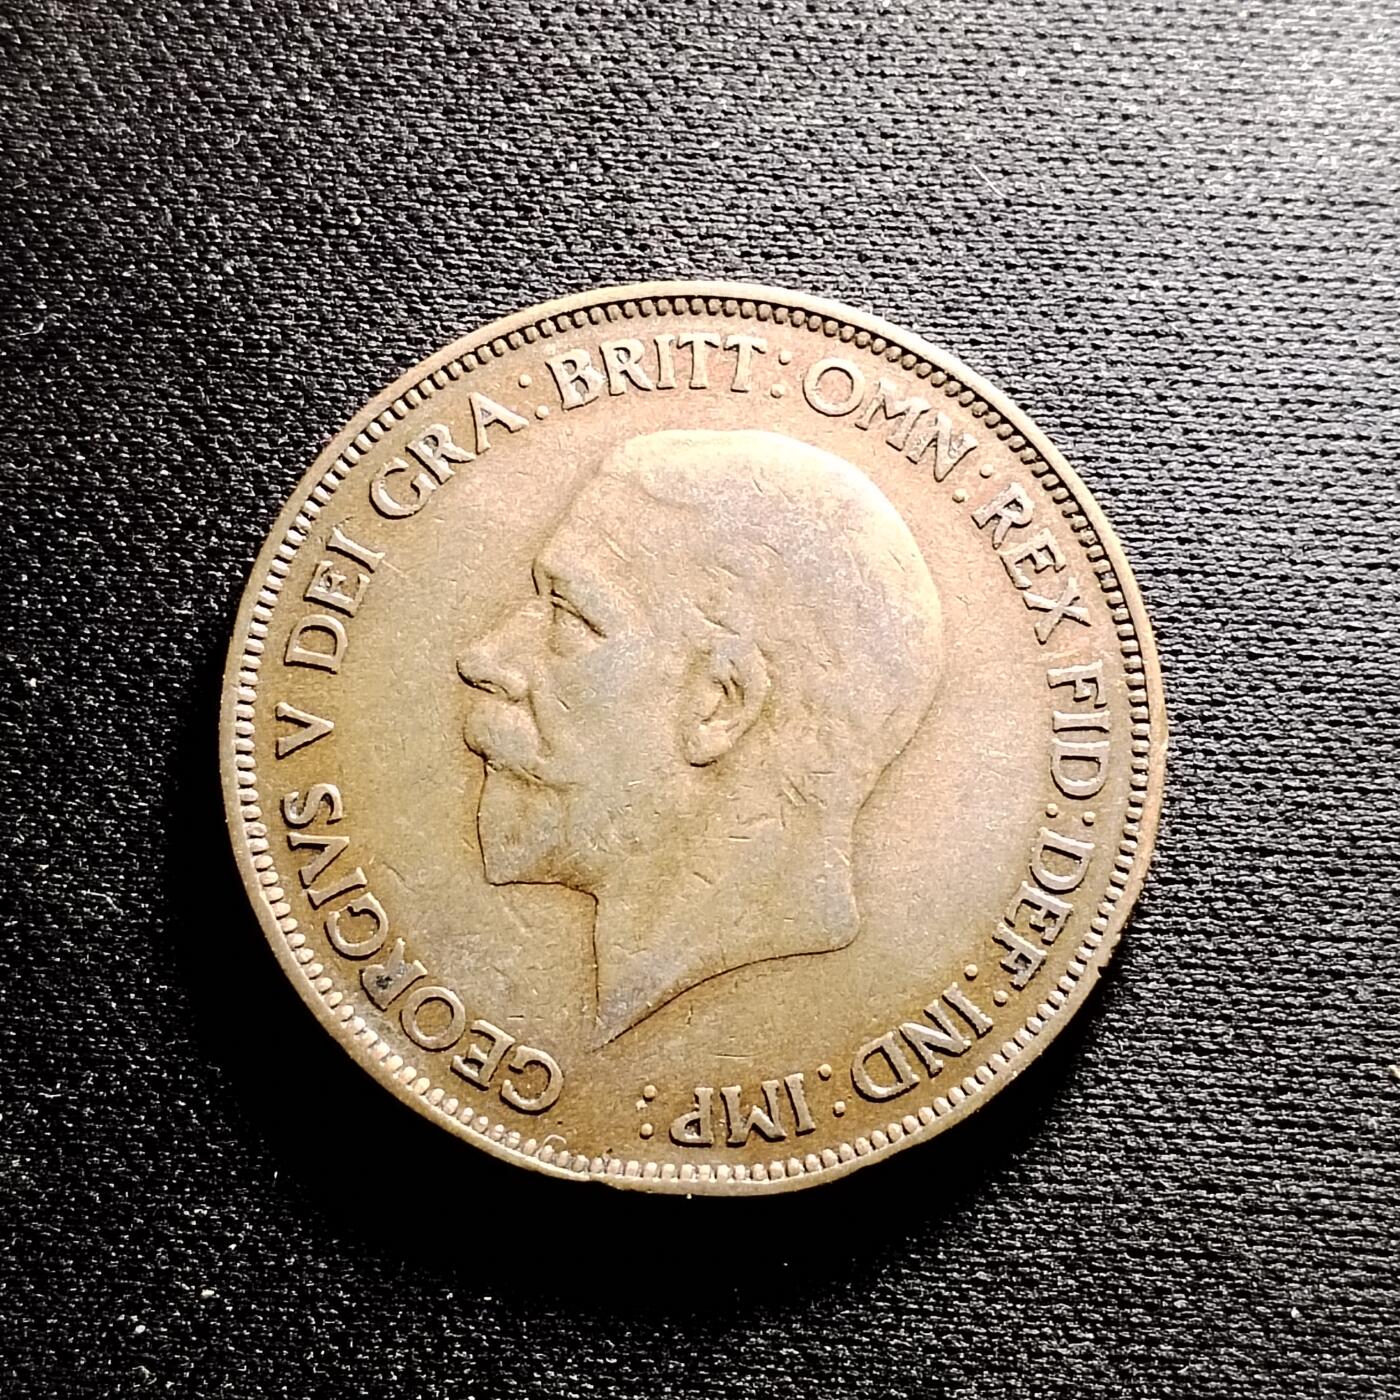 GEORGIVS V DEI GRA: BRITT: OMN: REX FID: DEF: IND: IMP: